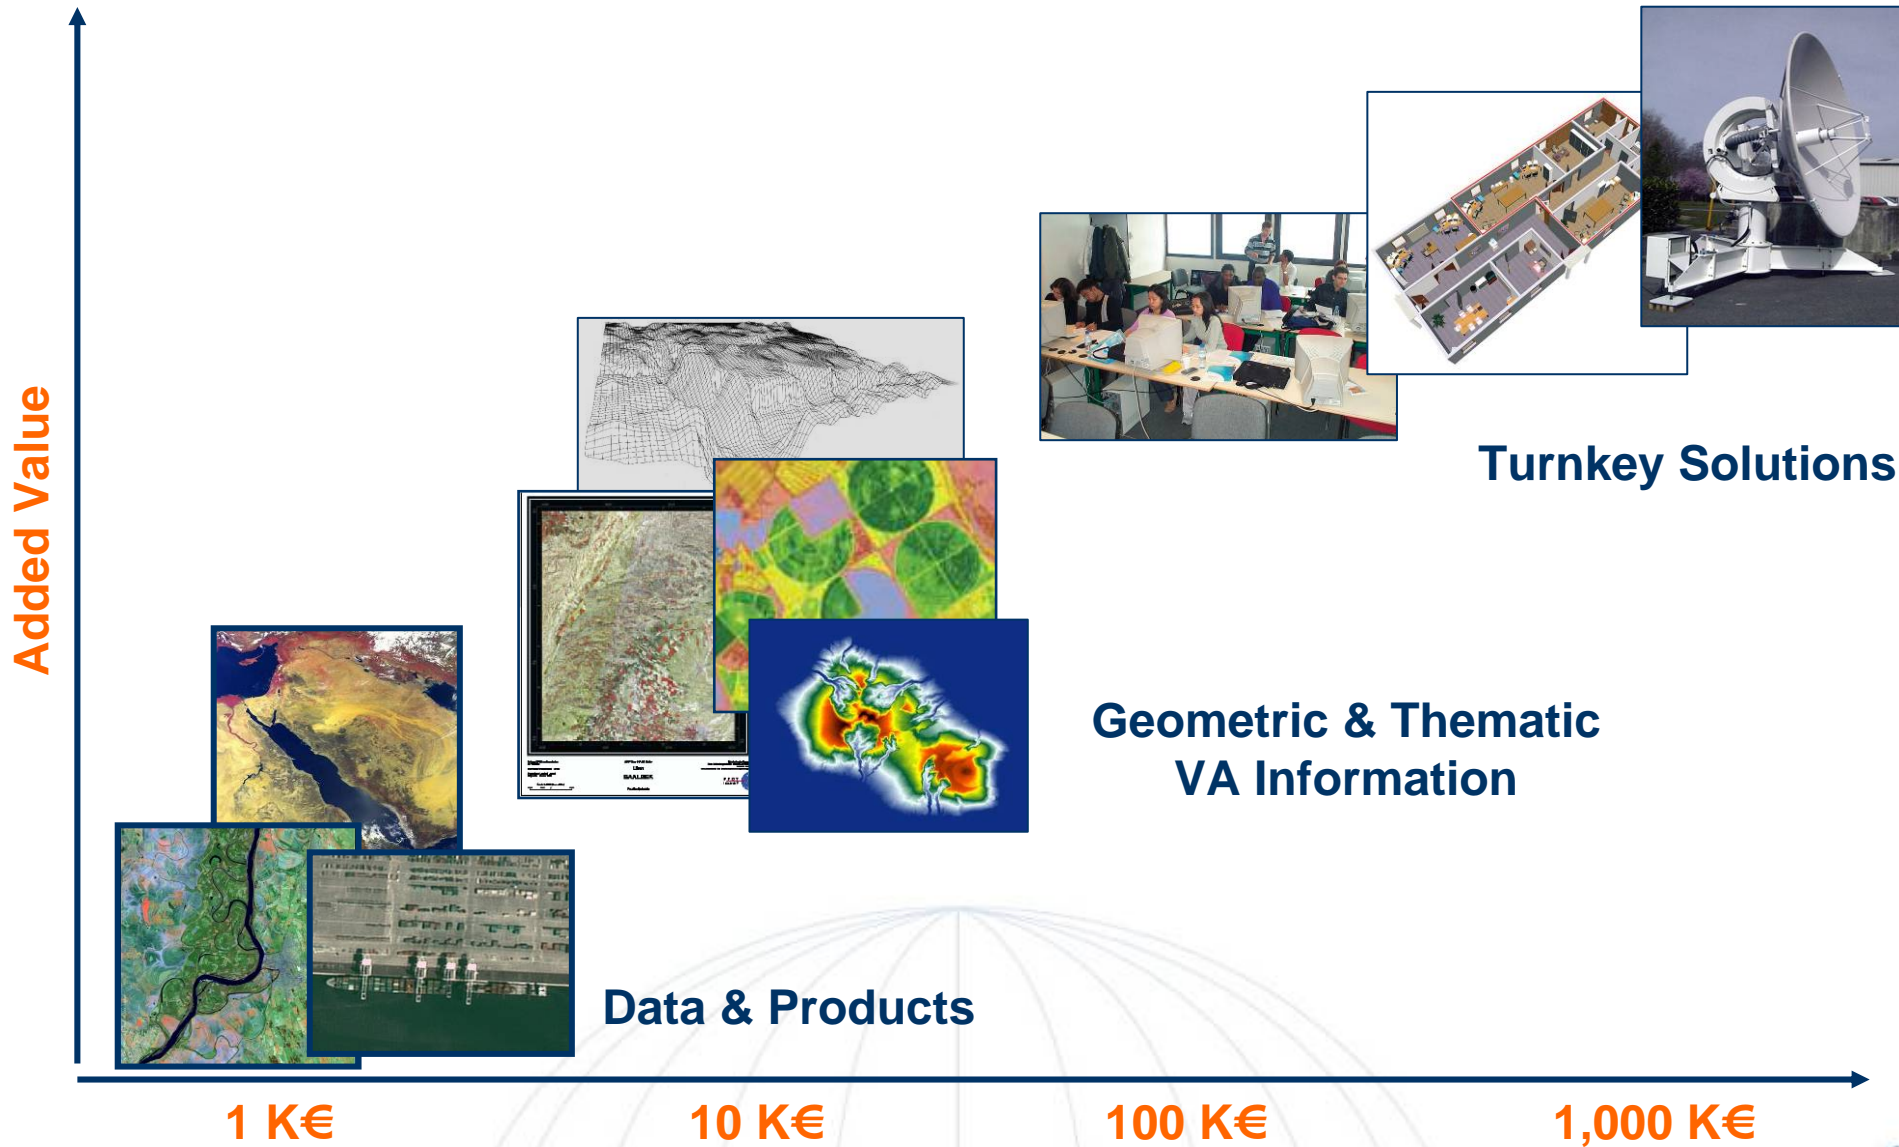 Added Value
Turnkey Solutions
Geometric & Thematic
VA Information
Data & Products
1 K€
10 K€
100 K€
1,000 K€